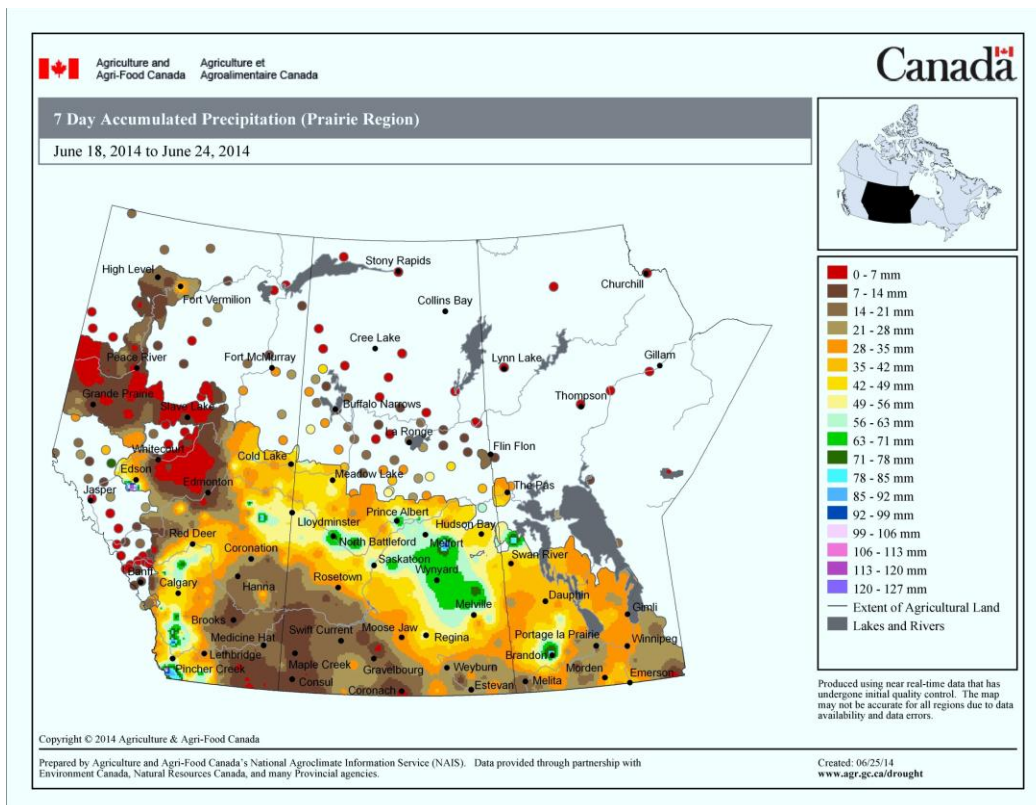 Agriculture and
Agri-Food Canada
Agriculture et
Agroalimentaire Canada
Canada
7 Day Accumulated Precipitation (Prairie Region)
June 18, 2014 to June 24, 2014
High Level
Fort Vermilion
Stony Rapids
Churchill
Collins Bay
Cree Lake
Peace River
Fort McMurray
Lynn Lake
Gillam
Grande Prairie
Slave Lake
Buffalo Narrows
Thompson
La Ronge
Flin Flon
Whitecourt
Cold Lake
Edson
Meadow Lake
Jasper
Edmonton
The Pas
Lloydminster
Prince Albert
Hudson Bay
Red Deer
North Battleford
Melfort
Coronation
Saskatoon
Swan River
Banff
Calgary
Hanna
Rosetown
Wynyard
Dauphin
Brooks
Melville
Gimli
Medicine Hat
Swift Current
Moose Jaw
Regina
Portage la Prairie
Winnipeg
Lethbridge
Pincher Creek
Maple Creek
Gravelbourg
Weyburn
Brandon
Morden
Emerson
Consul
Coronach
Estevan
Melita
0 - 7 mm
7 - 14 mm
14 - 21 mm
21 - 28 mm
28 - 35 mm
35 - 42 mm
42 - 49 mm
49 - 56 mm
56 - 63 mm
63 - 71 mm
71 - 78 mm
78 - 85 mm
85 - 92 mm
92 - 99 mm
99 - 106 mm
106 - 113 mm
113 - 120 mm
120 - 127 mm
Extent of Agricultural Land
Lakes and Rivers
Produced using near real-time data that has
undergone initial quality control. The map
may not be accurate for all regions due to data
availability and data errors.
Copyright © 2014 Agriculture & Agri-Food Canada
Prepared by Agriculture and Agri-Food Canada's National Agroclimate Information Service (NAIS). Data provided through partnership with
Environment Canada, Natural Resources Canada, and many Provincial agencies.
Created: 06/25/14
www.agr.gc.ca/drought